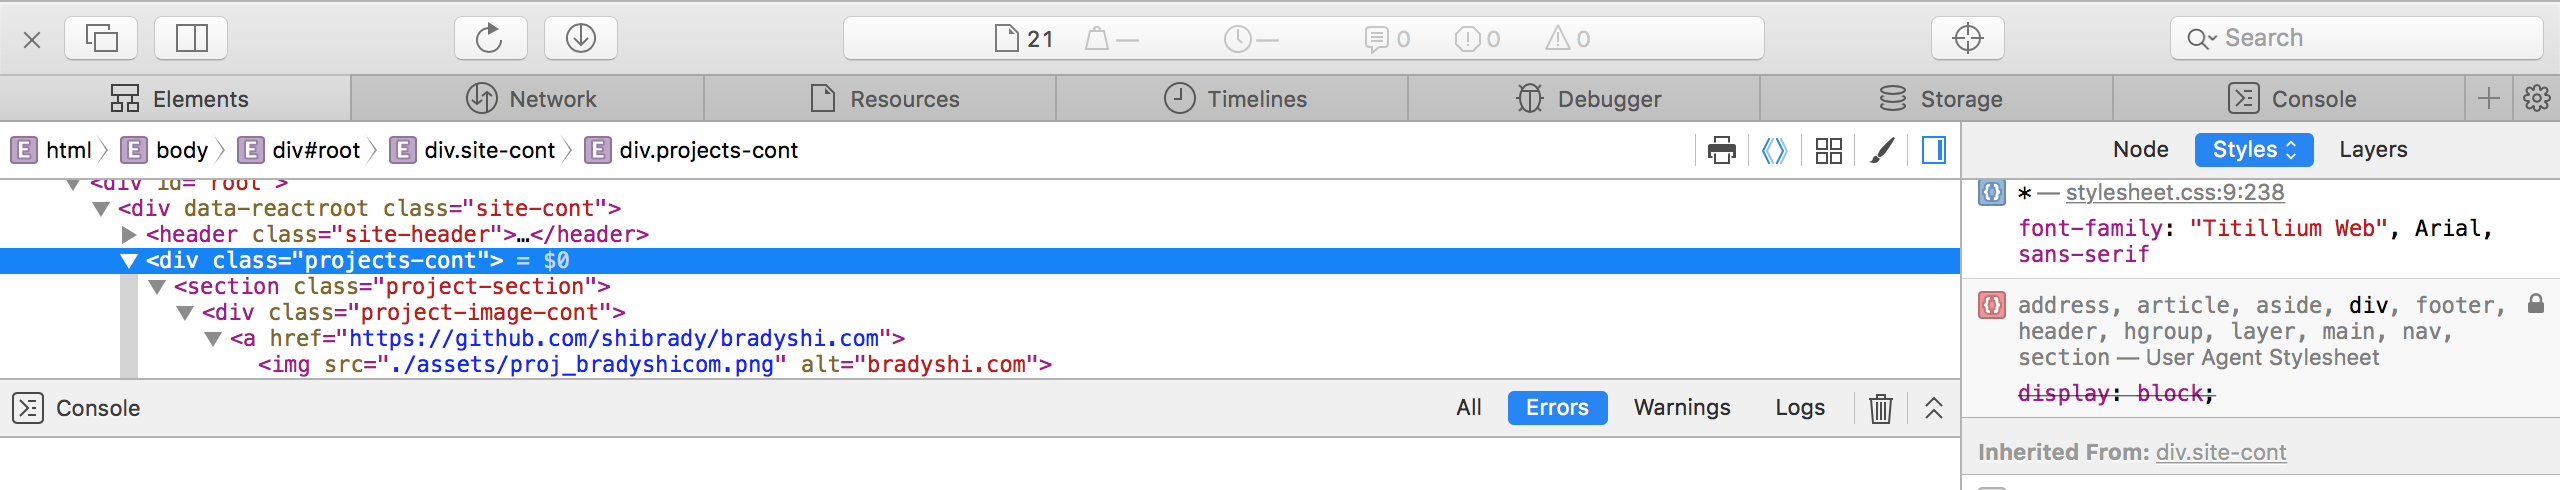 21 — — 0 0 0 Search
Elements Network Resources Timelines Debugger Storage Console
E html E body E div#root E div.site-cont E div.projects-cont
Node Styles Layers
<div id="root">
<div data-reactroot class="site-cont">
<header class="site-header">…</header>
<div class="projects-cont"> = $0
<section class="project-section">
<div class="project-image-cont">
<a href="https://github.com/shibrady/bradyshi.com">
<img src="./assets/proj_bradyshicom.png" alt="bradyshi.com">
Console All Errors Warnings Logs
{} * — stylesheet.css:9:238
font-family: "Titillium Web", Arial,
sans-serif
{} address, article, aside, div, footer,
header, hgroup, layer, main, nav,
section — User Agent Stylesheet
display: block;
Inherited From: div.site-cont